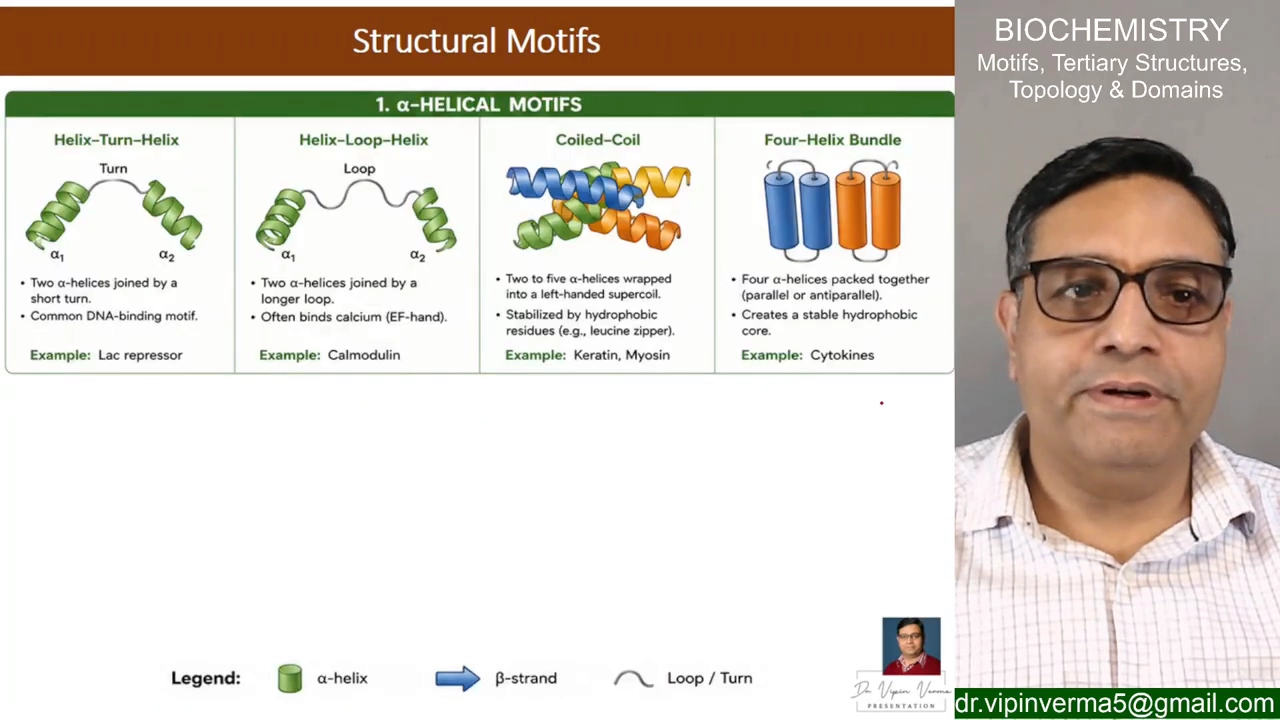 Structural Motifs
1. α-HELICAL MOTIFS
Helix–Turn–Helix
Turn
α1
α2
• Two α-helices joined by a
short turn.
• Common DNA-binding motif.
Example: Lac repressor
Helix–Loop–Helix
Loop
α1
α2
• Two α-helices joined by a
longer loop.
• Often binds calcium (EF-hand).
Example: Calmodulin
Coiled–Coil
• Two to five α-helices wrapped
into a left-handed supercoil.
• Stabilized by hydrophobic
residues (e.g., leucine zipper).
Example: Keratin, Myosin
Four–Helix Bundle
• Four α-helices packed together
(parallel or antiparallel).
• Creates a stable hydrophobic
core.
Example: Cytokines
Legend:
α-helix
β-strand
Loop / Turn
Dr. Vipin Verma
PRESENTATION
BIOCHEMISTRY
Motifs, Tertiary Structures,
Topology & Domains
dr.vipinverma5@gmail.com